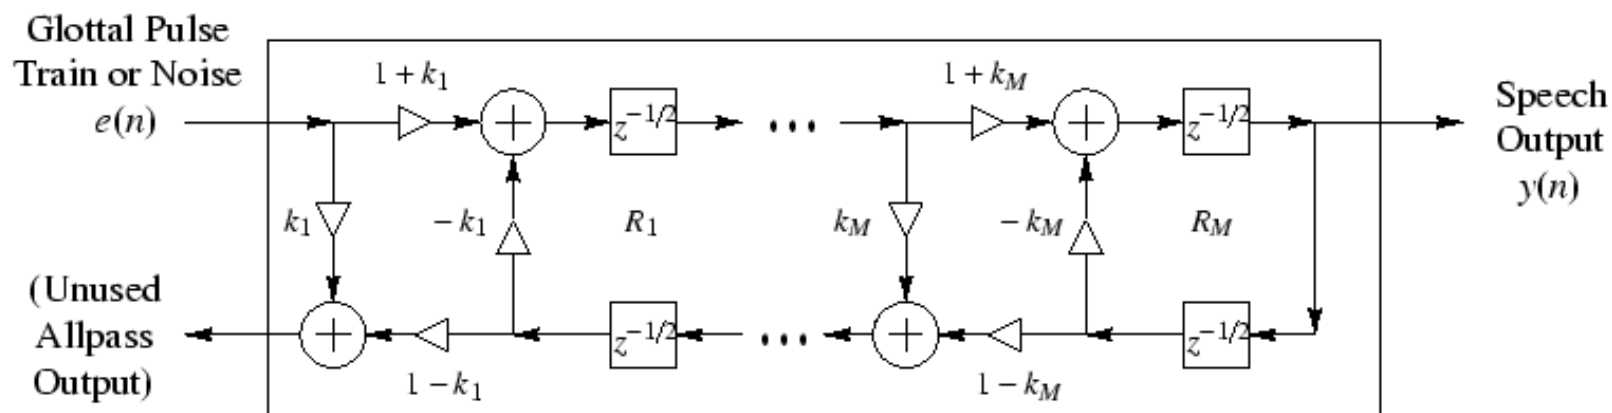 Glottal Pulse
Train or Noise
e(n)
1 + k₁
z⁻¹/²
• • •
1 + k_M
z⁻¹/²
Speech
Output
y(n)
k₁
− k₁
R₁
k_M
− k_M
R_M
(Unused
Allpass
Output)
1 − k₁
z⁻¹/²
• • •
1 − k_M
z⁻¹/²